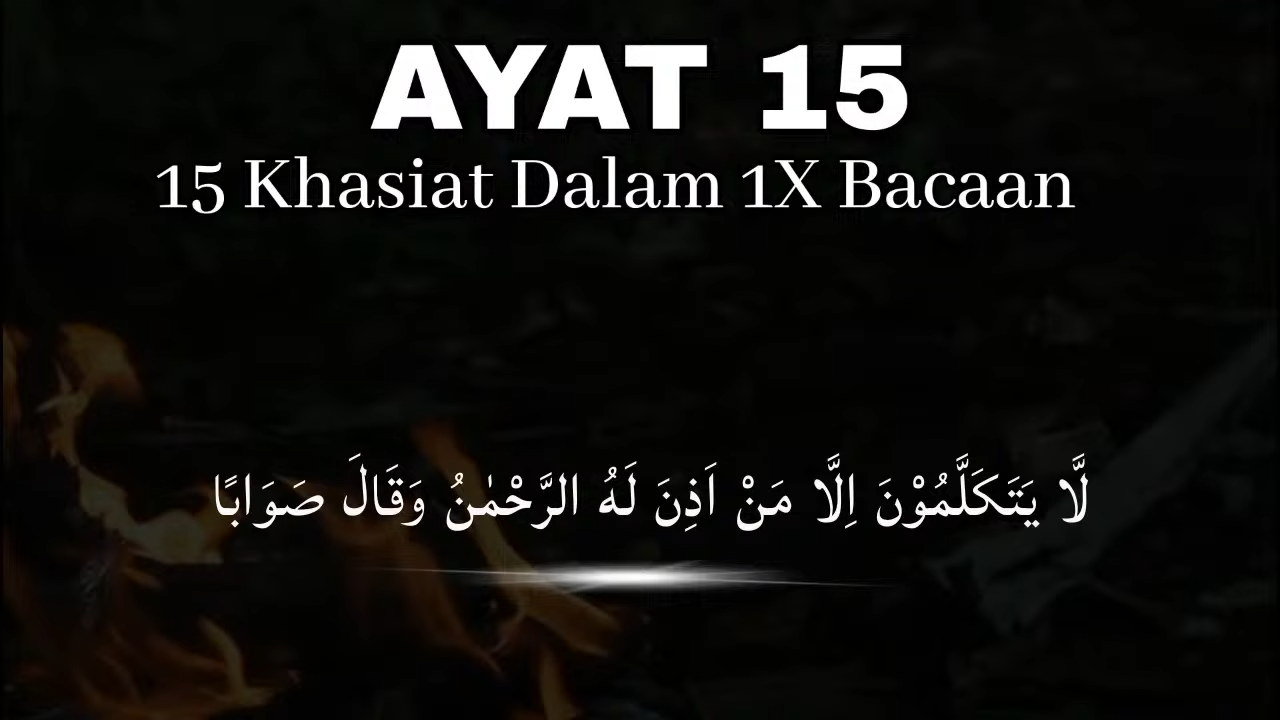 AYAT 15
15 Khasiat Dalam 1X Bacaan
لَّا يَتَكَلَّمُوْنَ اِلَّا مَنْ اَذِنَ لَهُ الرَّحْمٰنُ وَقَالَ صَوَابًا